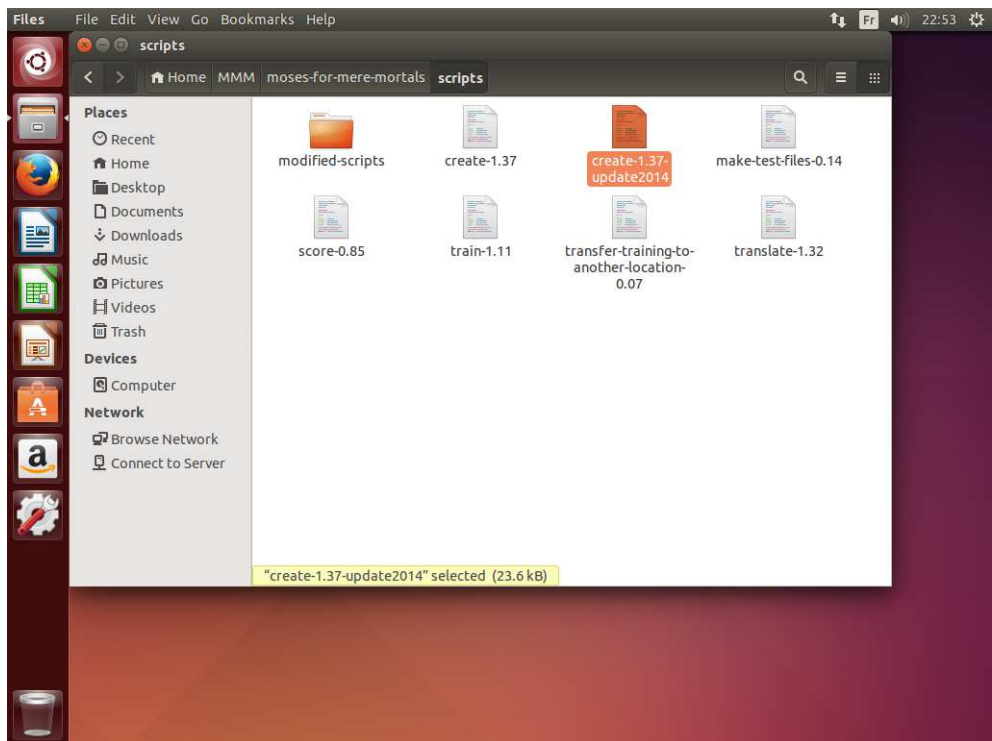 Files File Edit View Go Bookmarks Help Fr 22:53
scripts
Home MMM moses-for-mere-mortals scripts
Places
Recent
Home
Desktop
Documents
Downloads
Music
Pictures
Videos
Trash
Devices
Computer
Network
Browse Network
Connect to Server
modified-scripts
create-1.37
create-1.37-
update2014
make-test-files-0.14
score-0.85
train-1.11
transfer-training-to-
another-location-
0.07
translate-1.32
"create-1.37-update2014" selected (23.6 kB)
A
a